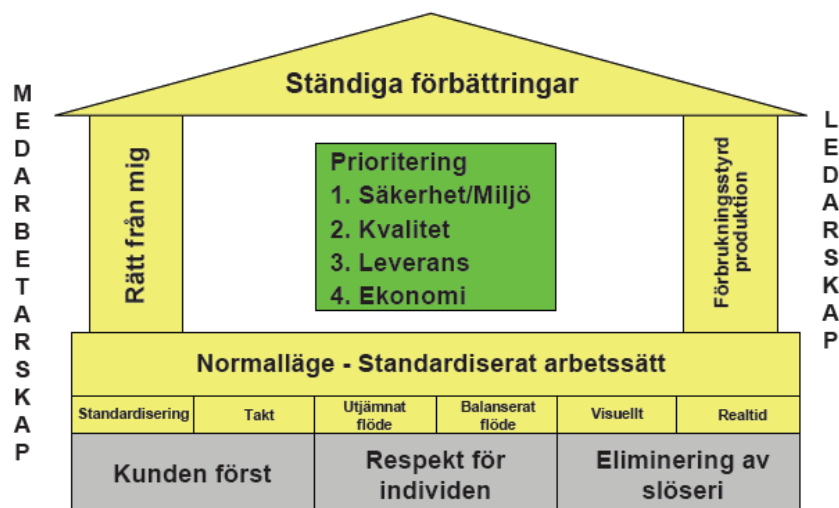 Ständiga förbättringar
MEDARBETARSKAP
Rätt från mig
Prioritering
1. Säkerhet/Miljö
2. Kvalitet
3. Leverans
4. Ekonomi
Förbrukningsstyrd
produktion
LEDARSKAP
Normalläge - Standardiserat arbetssätt
Standardisering
Takt
Utjämnat
flöde
Balanserat
flöde
Visuellt
Realtid
Kunden först
Respekt för
individen
Eliminering av
slöseri